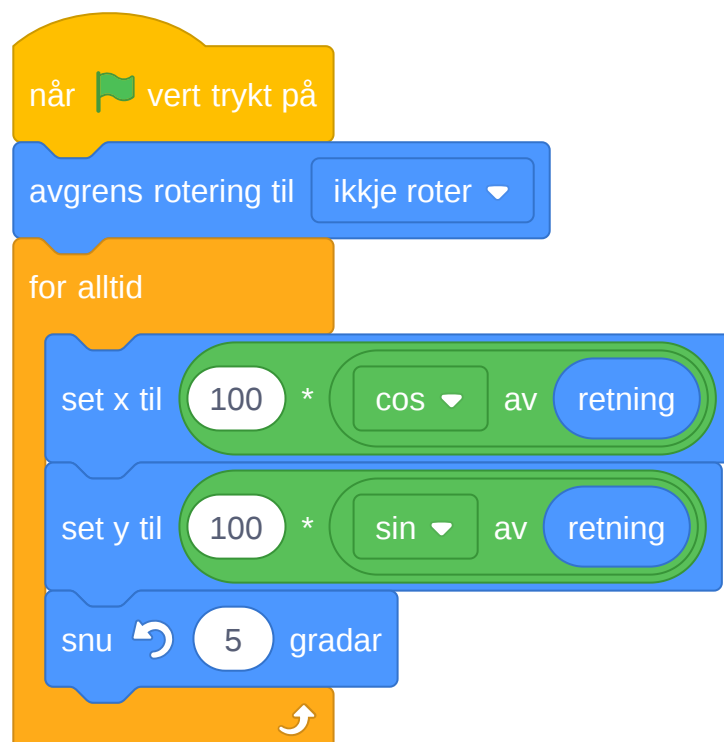 når vert trykt på
avgrens rotering til ikkje roter
for alltid
set x til 100 * cos av retning
set y til 100 * sin av retning
snu 5 gradar